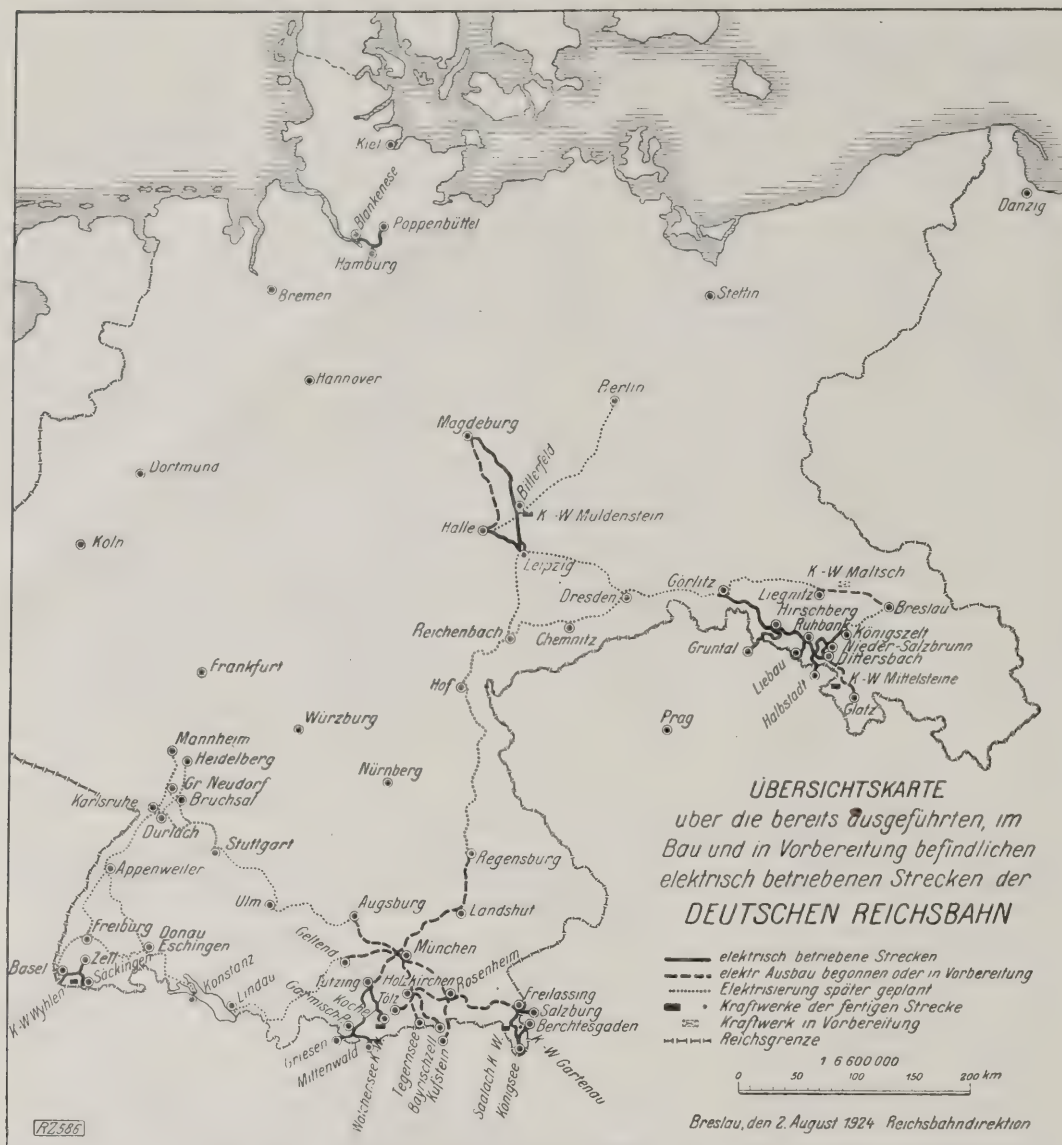 Kiel
Blankenese
Poppenbüttel
Hamburg
Danzig
Bremen
Stettin
Hannover
Berlin
Magdeburg
Dortmund
Bitterfeld
K-W Muldenstein
Halle
Köln
Leipzig
Görlitz
K-W Maltsch
Liegnitz
Dresden
Hirschberg
Breslau
Ruhbank
Königszelt
Reichenbach
Chemnitz
Nieder-Salzbrunn
Gruntal
Dittersbach
Liebau
K-W Mittelsteine
Halbstadt
Glatz
Frankfurt
Hof
Würzburg
Prag
Mannheim
Heidelberg
Nürnberg
Gr. Neudorf
Karlsruhe
Bruchsal
Durlach
Stuttgart
Appenweiler
Regensburg
Ulm
Augsburg
Landshut
Freiburg
Donau
Eschingen
Geltend
München
Zell
Basel
Säckingen
K-W Wyhlen
Konstanz
Lindau
Tutzing
Holzkirchen
Rosenheim
Kochel
Tölz
Garmisch-P.
Freilassing
Salzburg
Berchtesgaden
Griesen
Mittenwald
Walchensee K.W.
Tegernsee
Bayrischzell
Kufstein
Saalach K.W.
Königsee
K-W Gartenau
ÜBERSICHTSKARTE
uber die bereits ausgeführten, im
Bau und in Vorbereitung befindlichen
elektrisch betriebenen Strecken der
DEUTSCHEN REICHSBAHN
elektrisch betriebene Strecken
elektr Ausbau begonnen oder in Vorbereitung
Elektrisierung später geplant
Kraftwerke der fertigen Strecke
Kraftwerk in Vorbereitung
Reichsgrenze
1 6 600 000
0 50 100 150 200 km
Breslau, den 2. August 1924 Reichsbahndirektion
RZ586